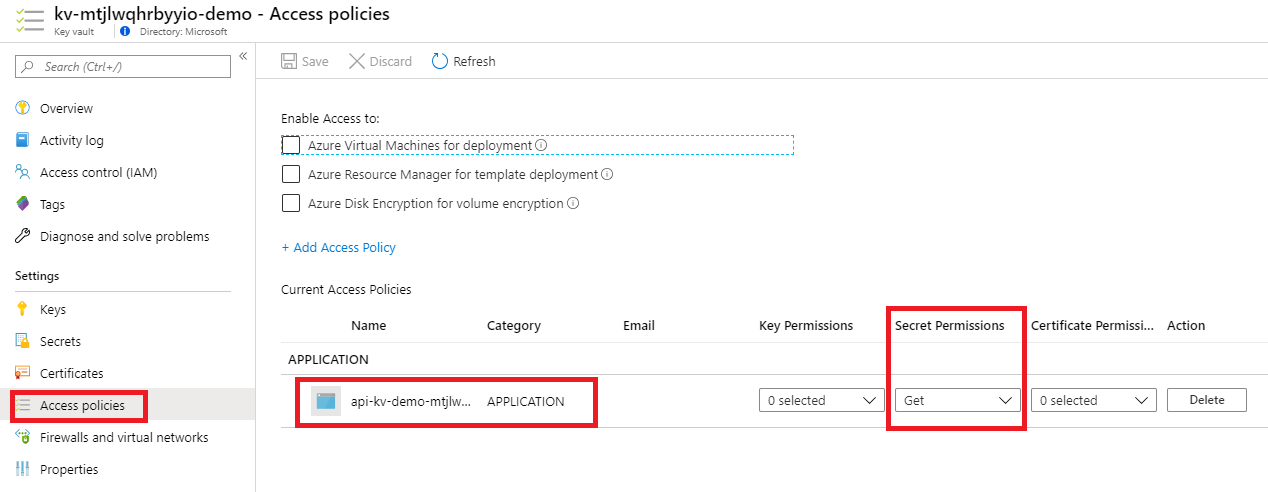 kv-mtjlwqhrbyyio-demo - Access policies
Key vault
Directory: Microsoft
Search (Ctrl+/)
Overview
Activity log
Access control (IAM)
Tags
Diagnose and solve problems
Settings
Keys
Secrets
Certificates
Access policies
Firewalls and virtual networks
Properties
Save Discard Refresh
Enable Access to:
Azure Virtual Machines for deployment
Azure Resource Manager for template deployment
Azure Disk Encryption for volume encryption
+ Add Access Policy
Current Access Policies
Name Category Email Key Permissions Secret Permissions Certificate Permissi... Action
APPLICATION
api-kv-demo-mtjlw... APPLICATION 0 selected Get 0 selected Delete